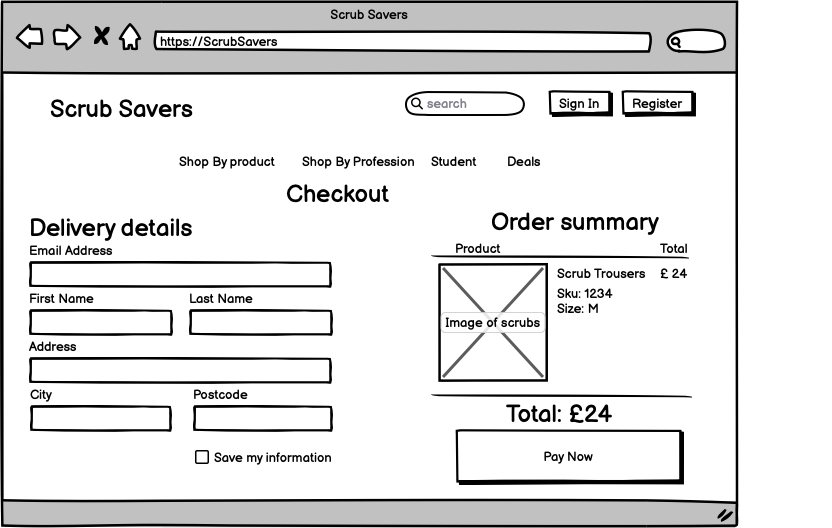 Scrub Savers
https://ScrubSavers
Scrub Savers
search
Sign In
Register
Shop By product
Shop By Profession
Student
Deals
Checkout
Delivery details
Email Address
First Name
Last Name
Address
City
Postcode
Save my information
Order summary
Product
Total
Image of scrubs
Scrub Trousers
£ 24
Sku: 1234
Size: M
Total: £24
Pay Now